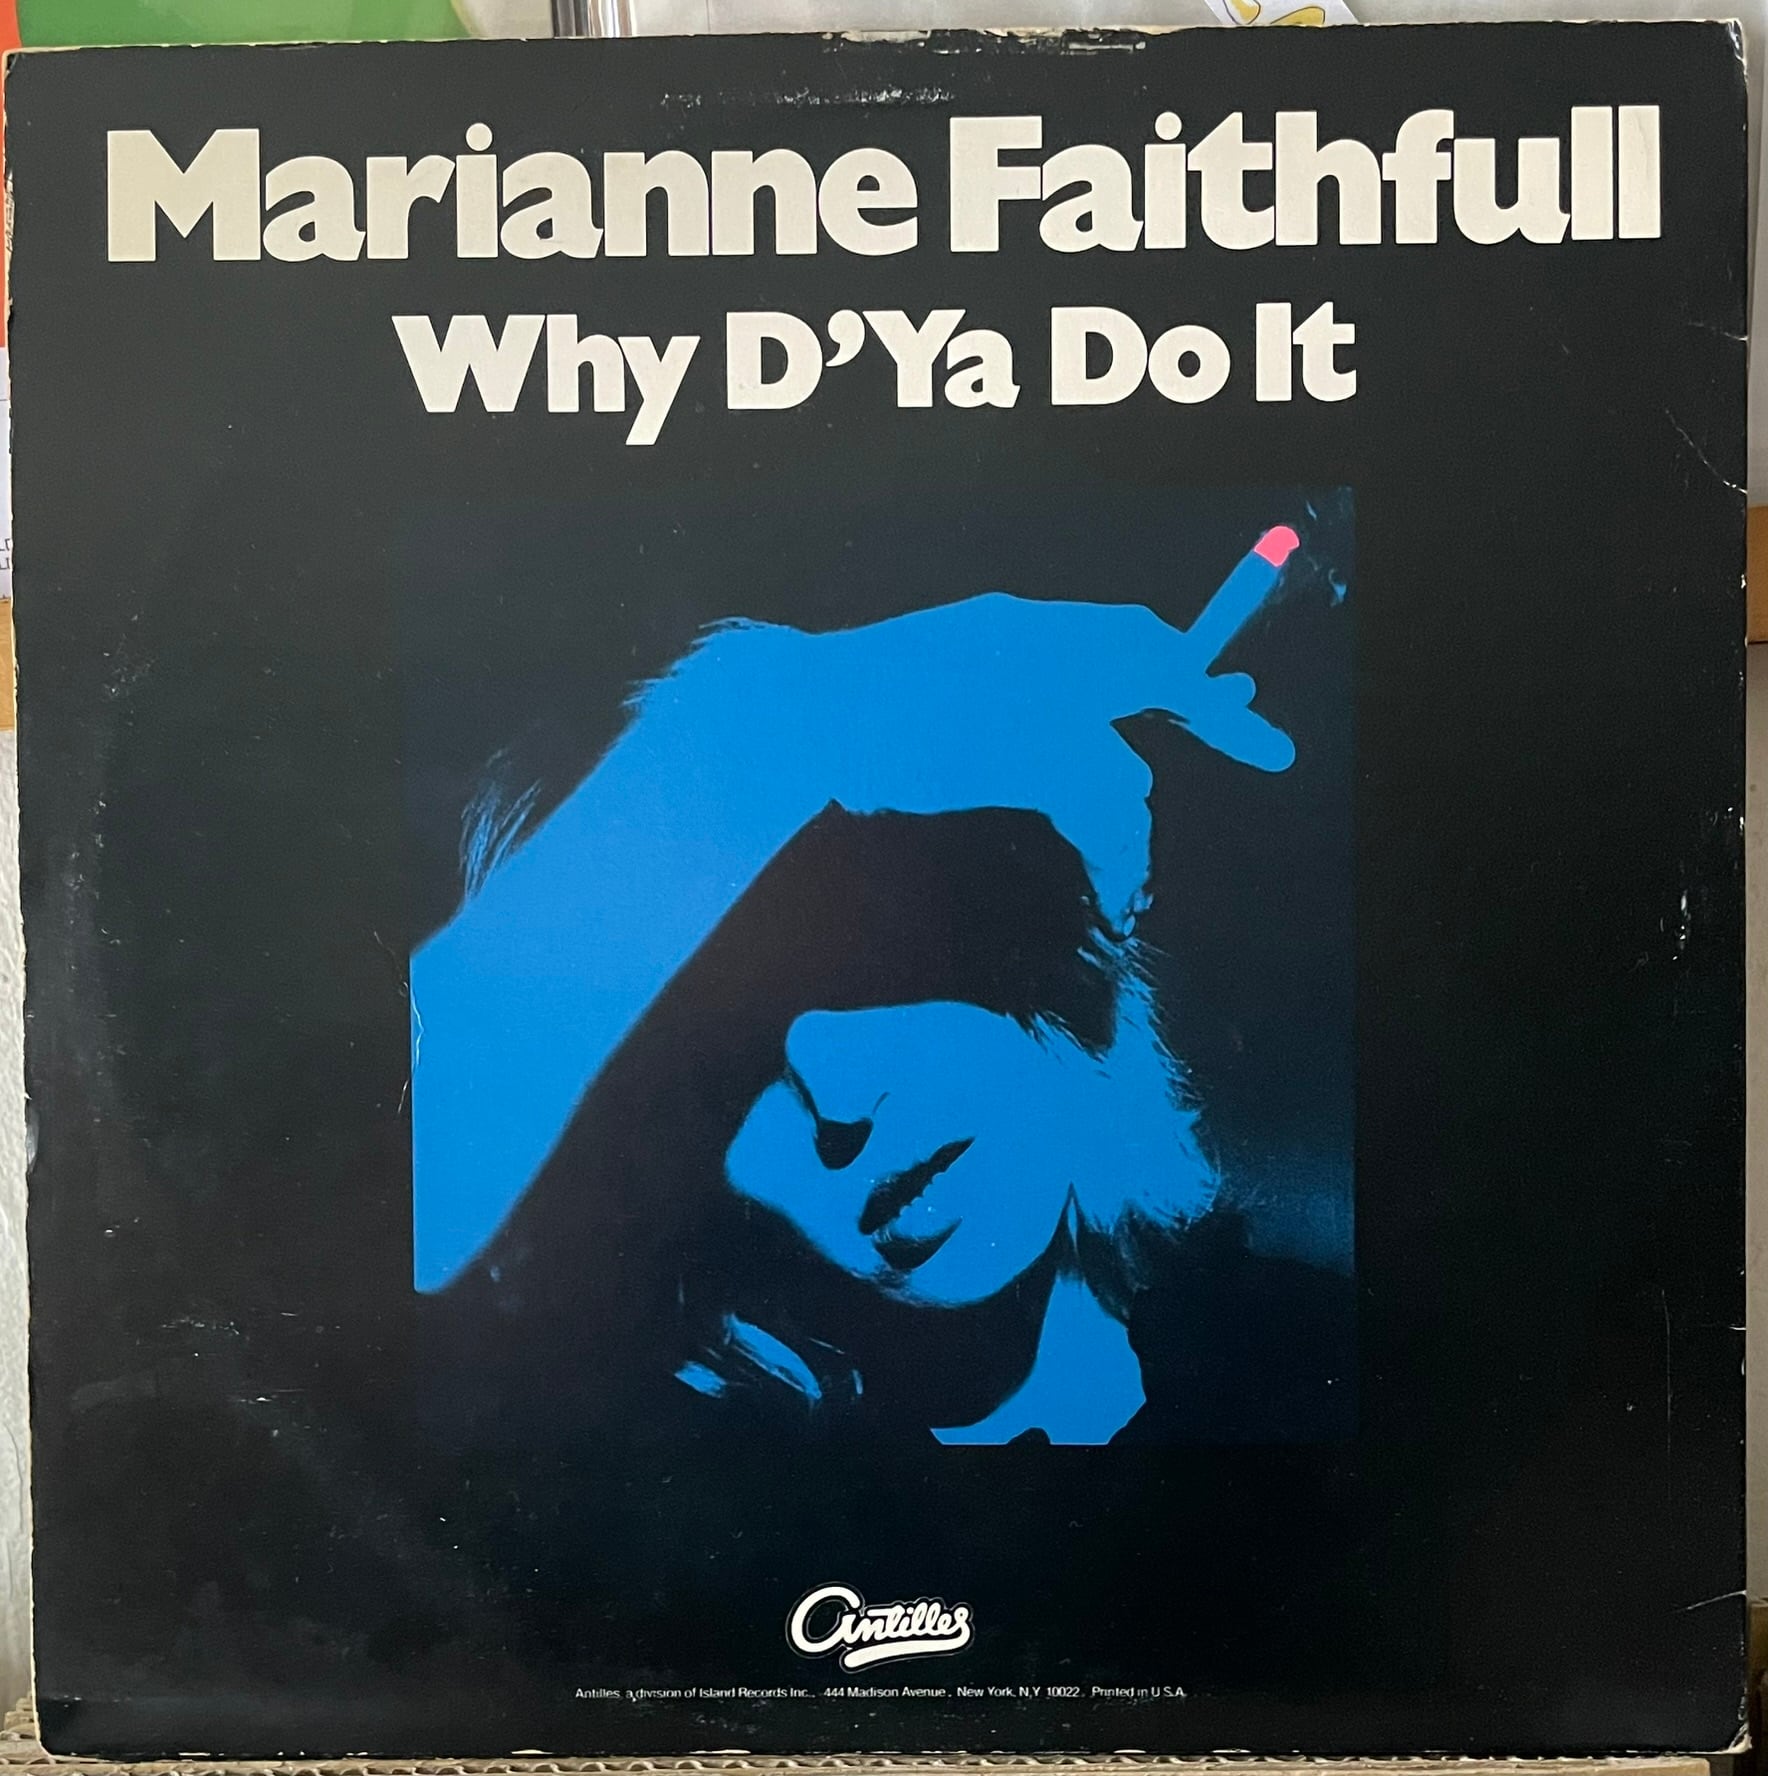 Marianne Faithfull
Why D'Ya Do It
Antilles
Antilles, a division of Island Records Inc., 444 Madison Avenue, New York, N.Y. 10022. Printed in U.S.A.